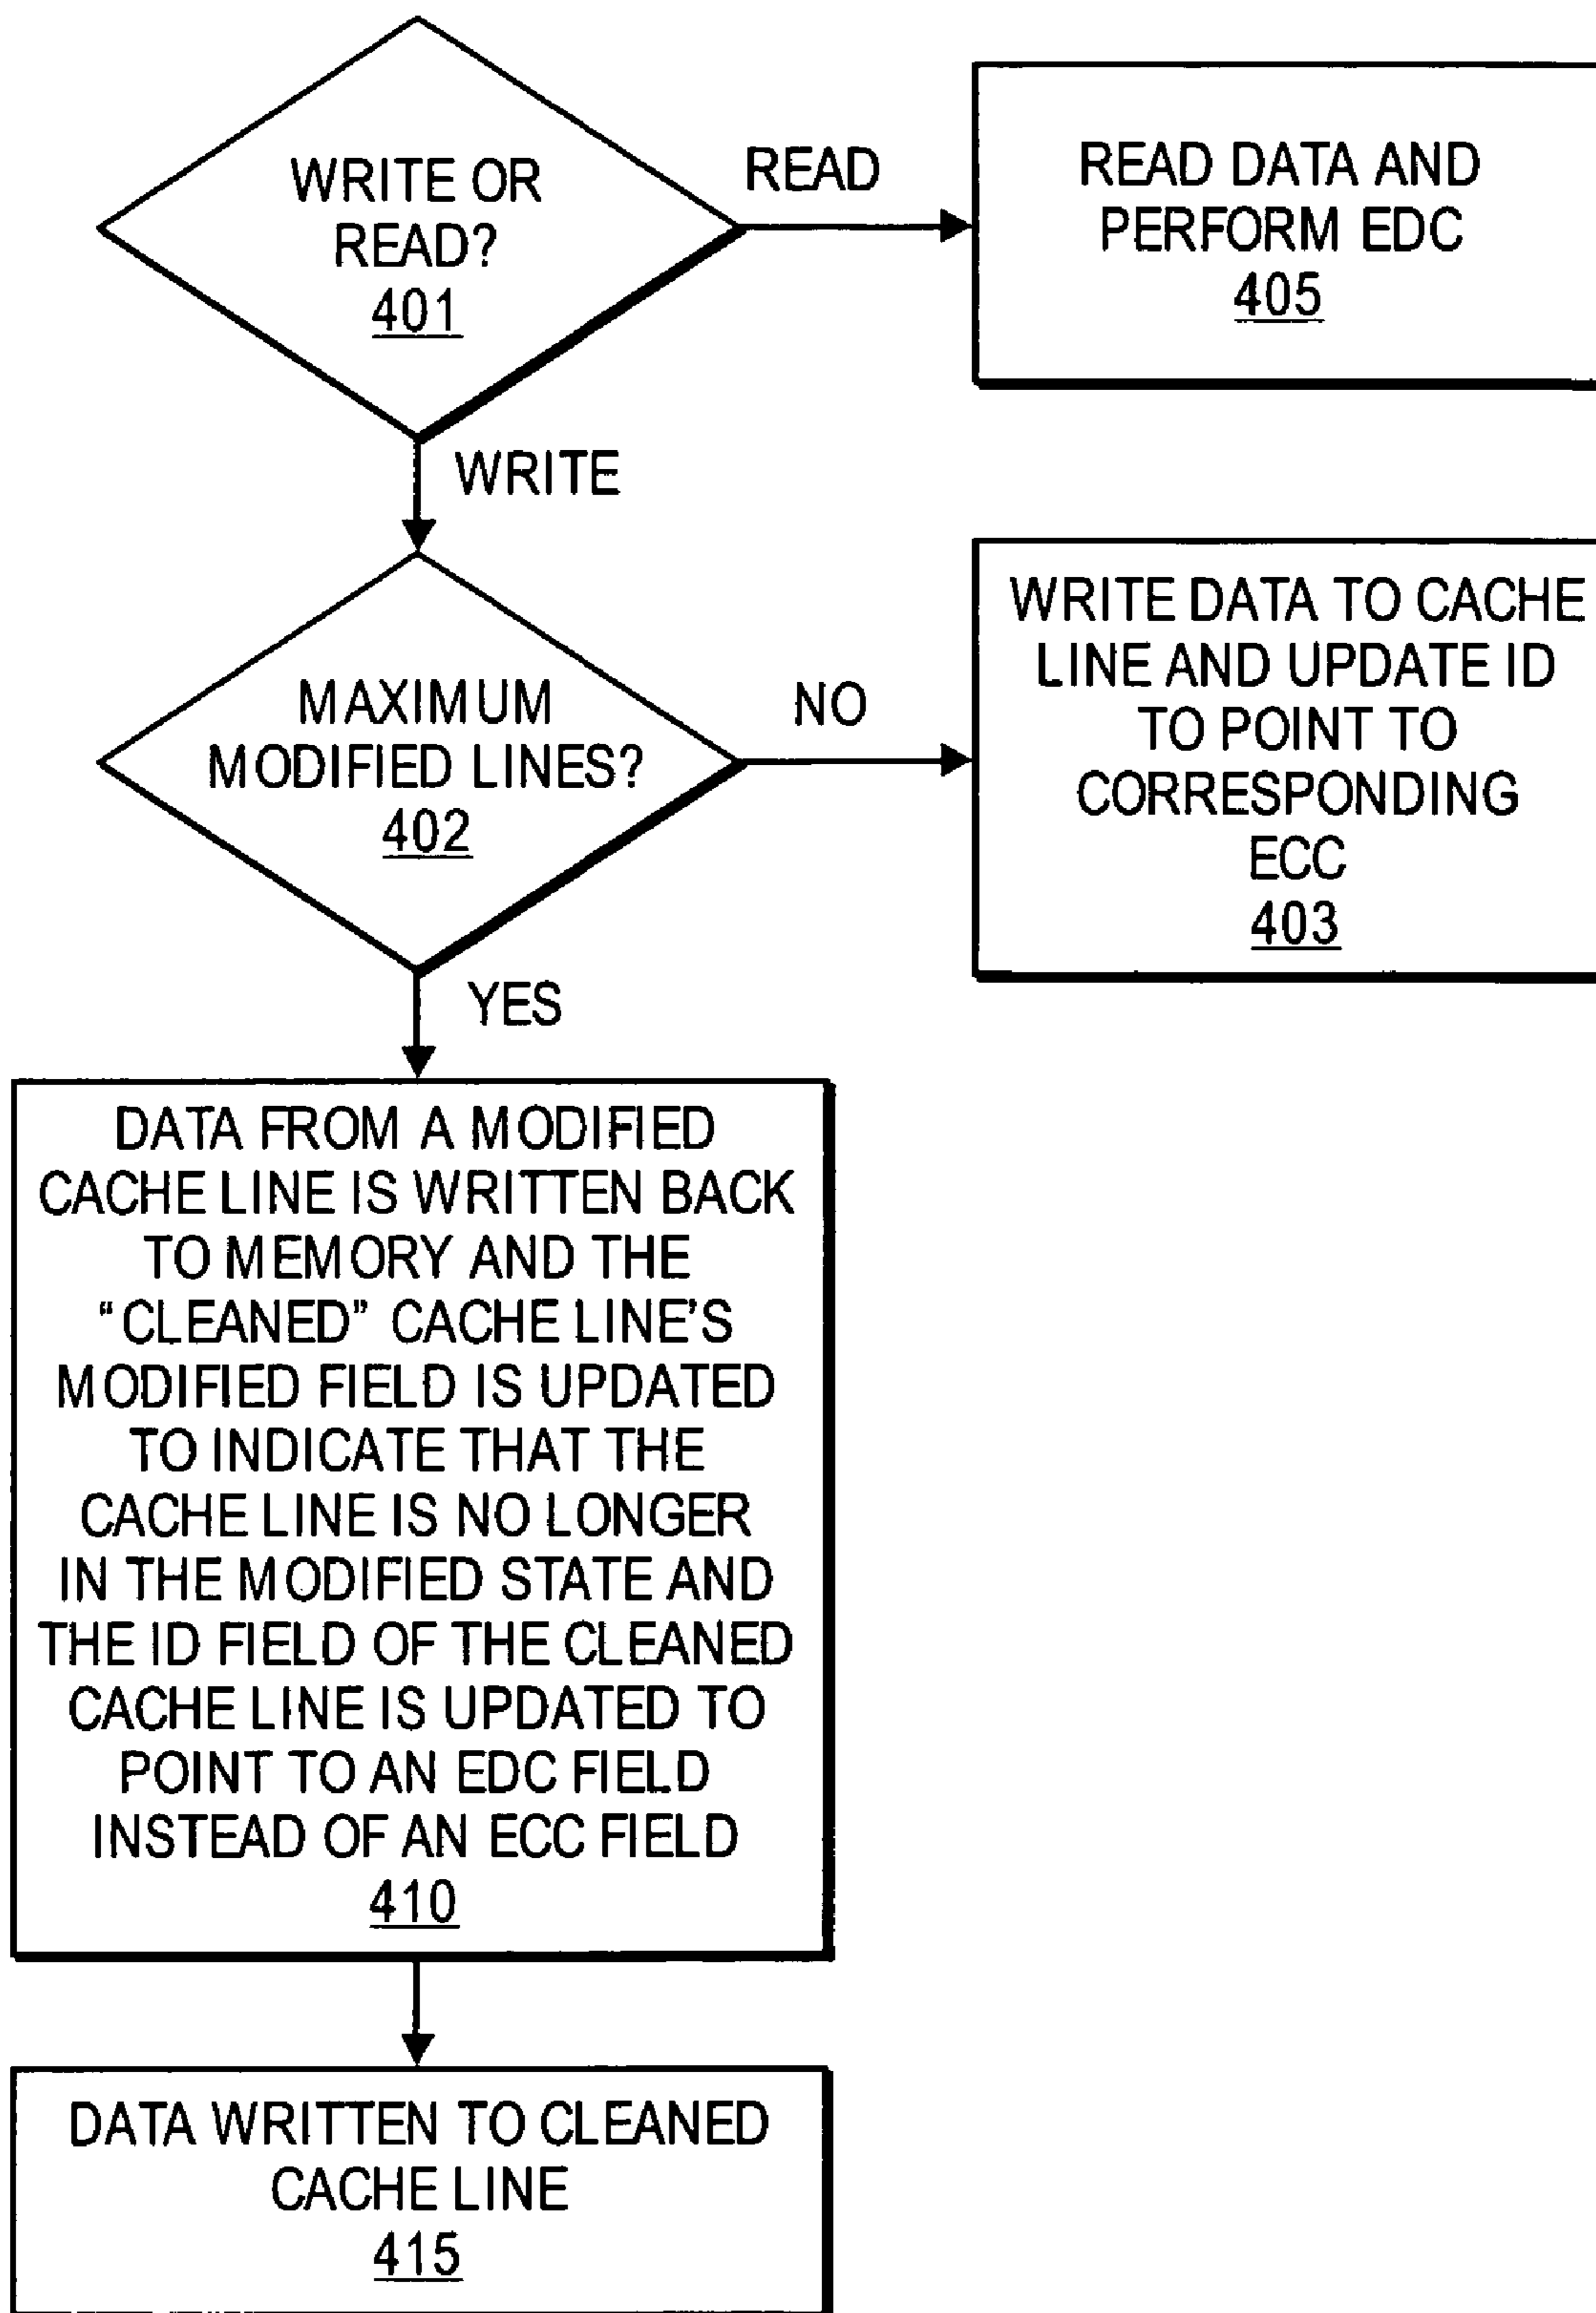 WRITE OR
READ?
401
READ
READ DATA AND
PERFORM EDC
405
WRITE
MAXIMUM
MODIFIED LINES?
402
NO
WRITE DATA TO CACHE
LINE AND UPDATE ID
TO POINT TO
CORRESPONDING
ECC
403
YES
DATA FROM A MODIFIED
CACHE LINE IS WRITTEN BACK
TO MEMORY AND THE
“CLEANED” CACHE LINE’S
MODIFIED FIELD IS UPDATED
TO INDICATE THAT THE
CACHE LINE IS NO LONGER
IN THE MODIFIED STATE AND
THE ID FIELD OF THE CLEANED
CACHE LINE IS UPDATED TO
POINT TO AN EDC FIELD
INSTEAD OF AN ECC FIELD
410
DATA WRITTEN TO CLEANED
CACHE LINE
415